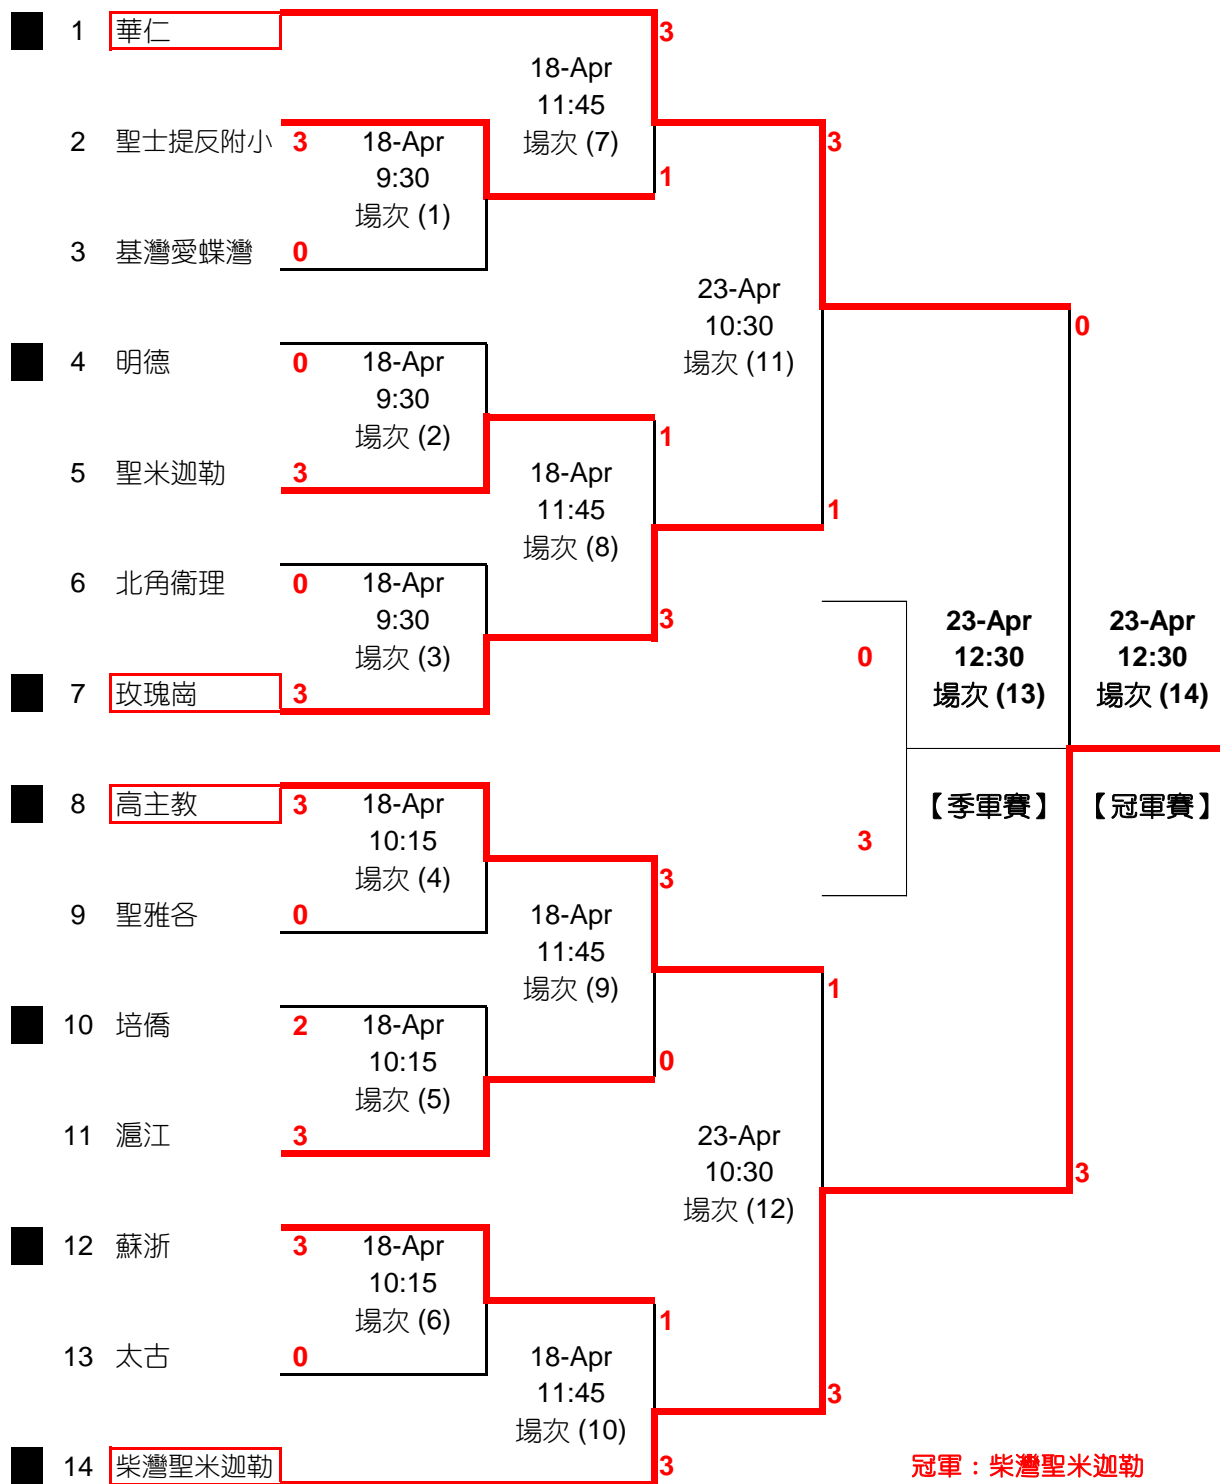 1 華仁 3
18-Apr
11:45
2 聖士提反附小 3 18-Apr 場次 (7) 3
9:30 1
場次 (1)
3 基灣愛蝶灣 0
23-Apr
10:30 0
4 明德 0 18-Apr 場次 (11)
9:30
場次 (2) 1
5 聖米迦勒 3 18-Apr
11:45 1
場次 (8)
6 北角衞理 0 18-Apr
9:30 3 23-Apr 23-Apr
場次 (3) 0 12:30 12:30
7 玫瑰崗 3 場次 (13) 場次 (14)
8 高主教 3 18-Apr 【季軍賽】 【冠軍賽】
10:15 3
場次 (4) 3
9 聖雅各 0 18-Apr
11:45
場次 (9) 1
10 培僑 2 18-Apr
10:15 0
場次 (5)
11 滬江 3 23-Apr
10:30 3
場次 (12)
12 蘇浙 3 18-Apr
10:15
場次 (6) 1
13 太古 0 18-Apr
11:45 3
場次 (10)
14 柴灣聖米迦勒 3 冠軍：柴灣聖米迦勒